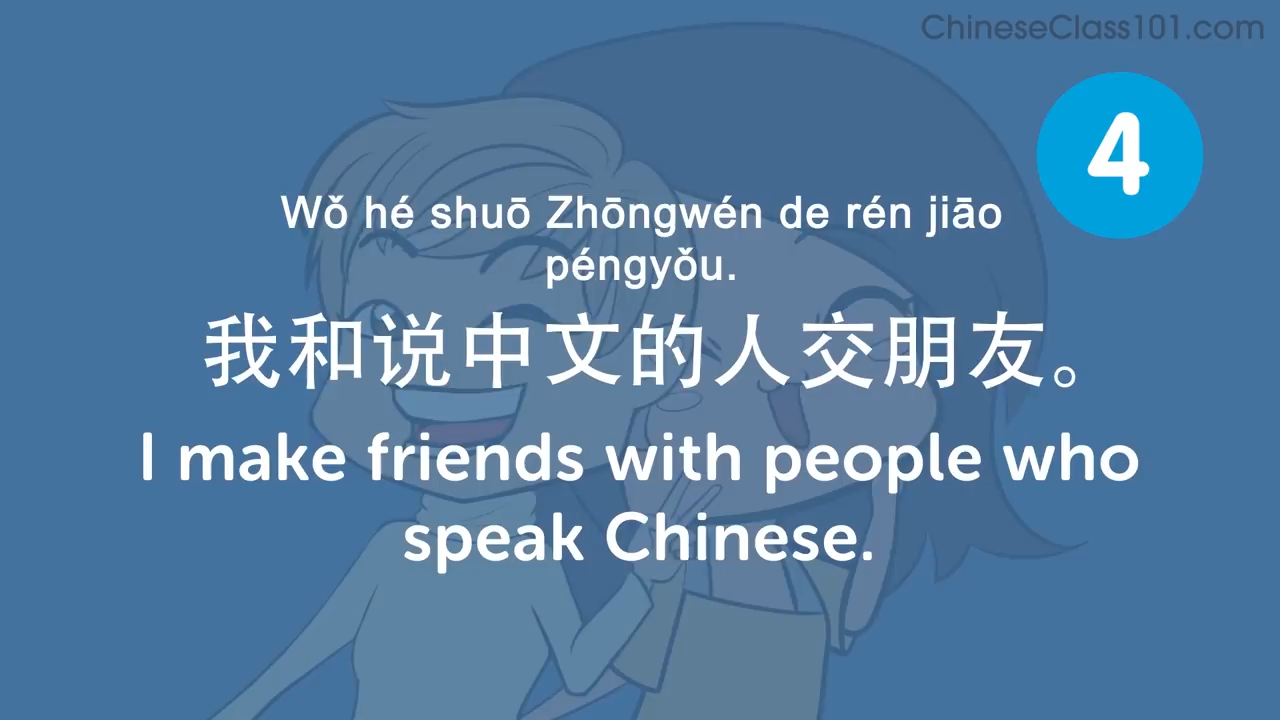 ChineseClass101.com
4
Wǒ hé shuō Zhōngwén de rén jiāo
péngyǒu.
我和说中文的人交朋友。
I make friends with people who
speak Chinese.